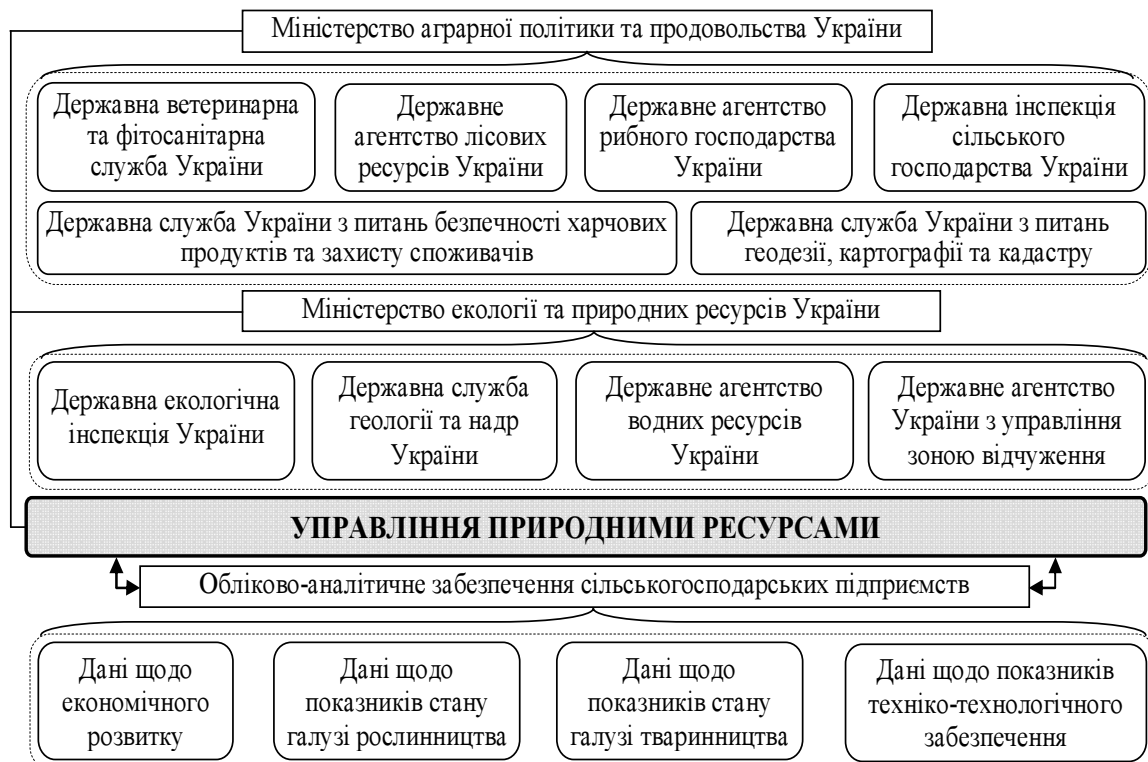 Міністерство аграрної політики та продовольства України
Державна ветеринарна
та фітосанітарна
служба України
Державне
агентство лісових
ресурсів України
Державне агентство
рибного господарства
України
Державна інспекція
сільського
господарства України
Державна служба України з питань безпечності харчових
продуктів та захисту споживачів
Державна служба України з питань
геодезії, картографії та кадастру
Міністерство екології та природних ресурсів України
Державна екологічна
інспекція України
Державна служба
геології та надр
України
Державне агентство
водних ресурсів
України
Державне агентство
України з управління
зоною відчуження
УПРАВЛІННЯ ПРИРОДНИМИ РЕСУРСАМИ
Обліково-аналітичне забезпечення сільськогосподарських підприємств
Дані щодо
економічного
розвитку
Дані щодо
показників стану
галузі рослинництва
Дані щодо
показників стану
галузі тваринництва
Дані щодо показників
техніко-технологічного
забезпечення